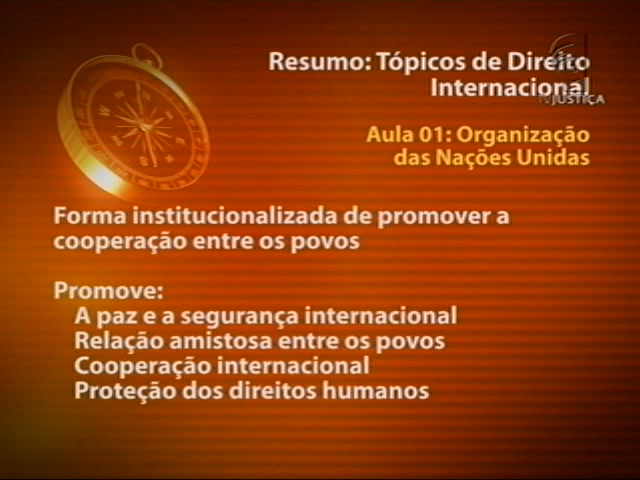 Resumo: Tópicos de Direito
Internacional
TV JUSTIÇA
Aula 01: Organização
das Nações Unidas
Forma institucionalizada de promover a
cooperação entre os povos
Promove:
A paz e a segurança internacional
Relação amistosa entre os povos
Cooperação internacional
Proteção dos direitos humanos